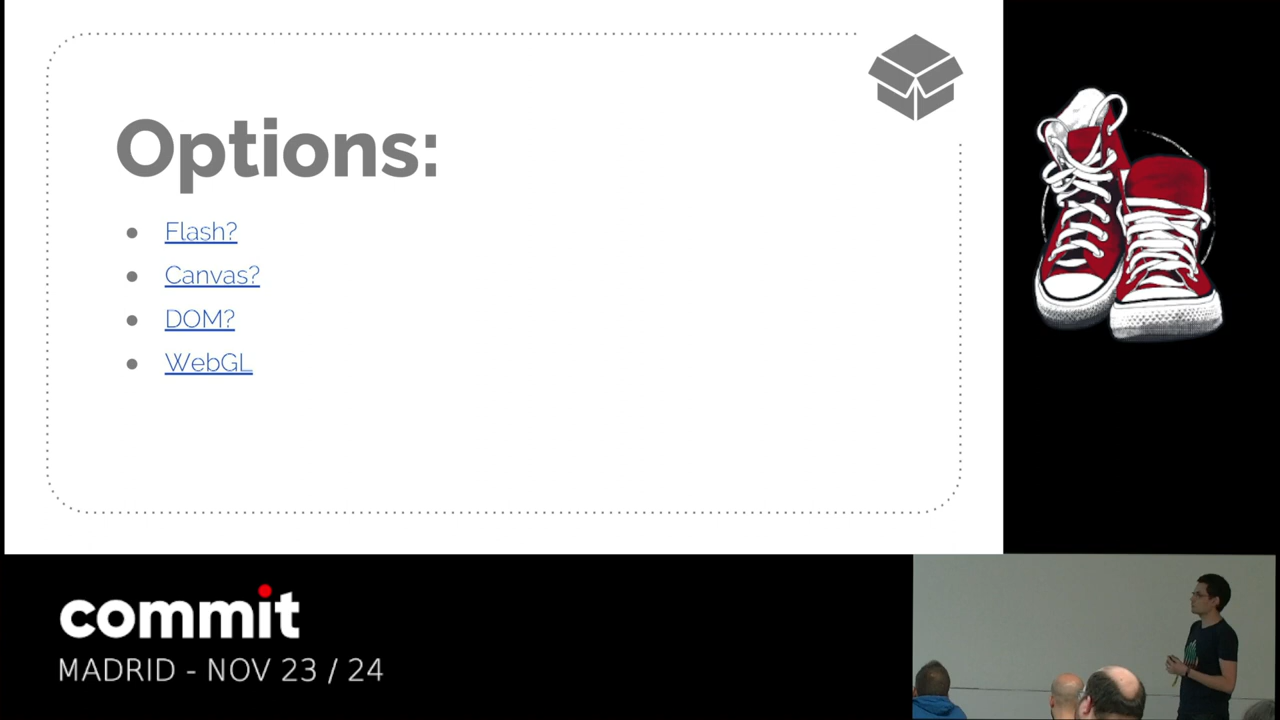 Options:
Flash?
Canvas?
DOM?
WebGL
commit
MADRID - NOV 23 / 24